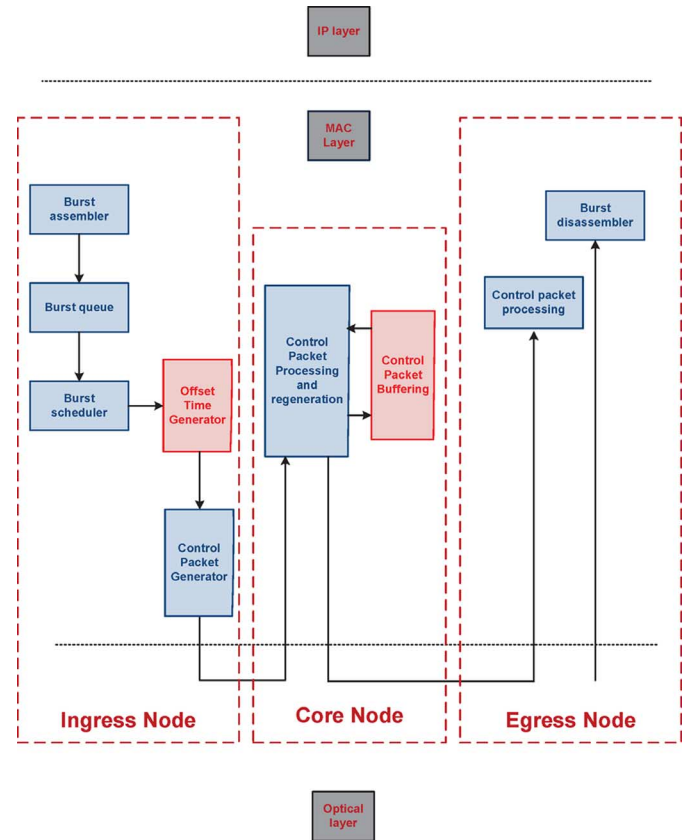 IP layer
MAC
Layer
Burst
assembler
Burst queue
Burst
scheduler
Offset
Time
Generator
Control
Packet
Generator
Control
Packet
Processing
and
regeneration
Control
Packet
Buffering
Burst
disassembler
Control packet
processing
Ingress Node
Core Node
Egress Node
Optical
layer